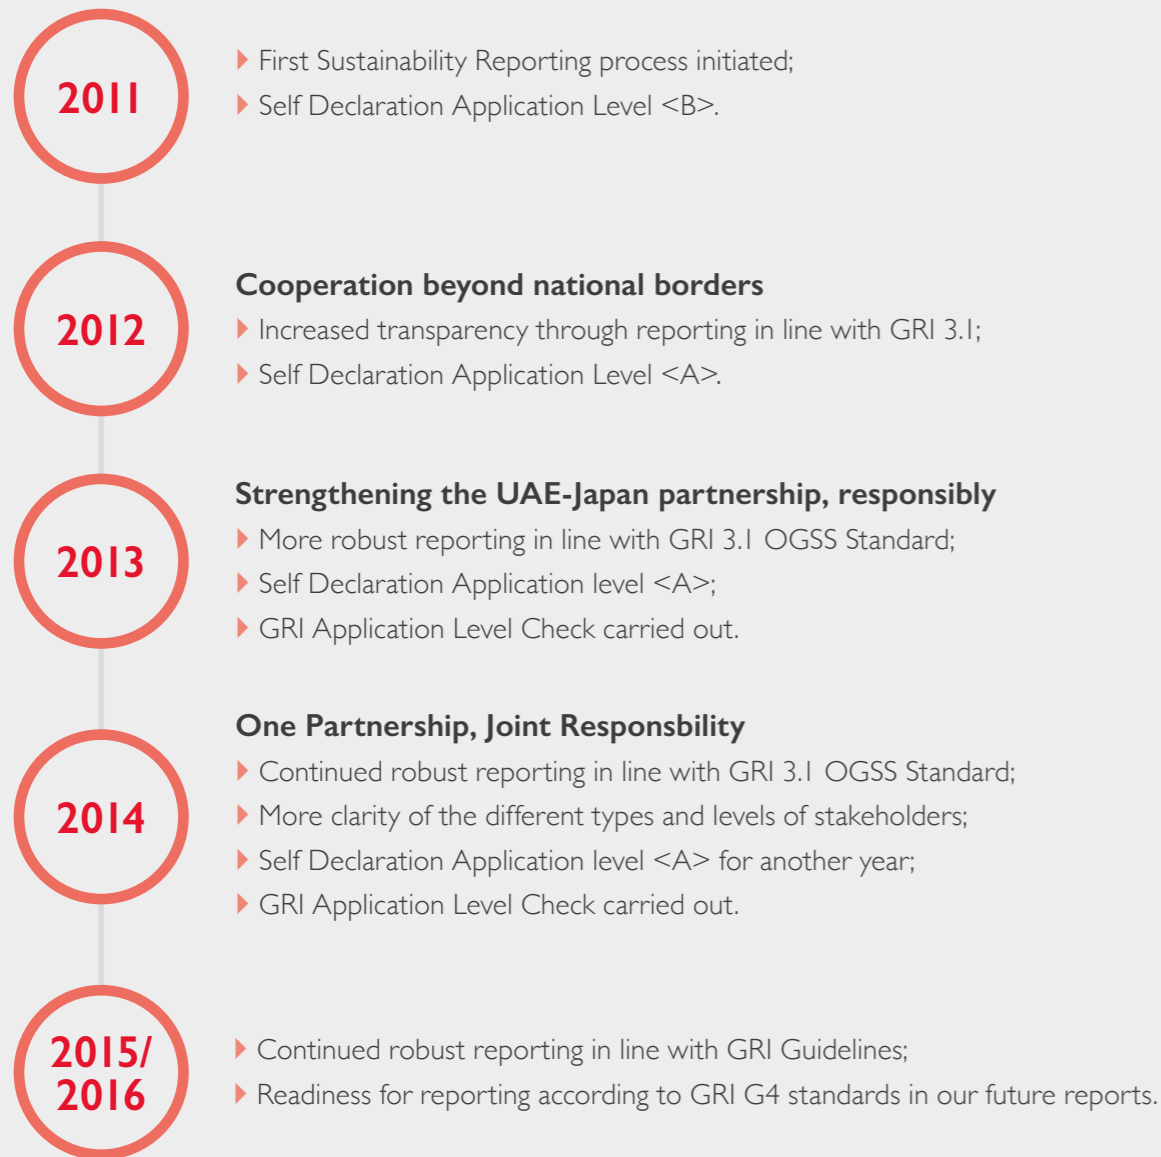 2011
First Sustainability Reporting process initiated;
Self Declaration Application Level <B>.
2012
Cooperation beyond national borders
Increased transparency through reporting in line with GRI 3.1;
Self Declaration Application Level <A>.
2013
Strengthening the UAE-Japan partnership, responsibly
More robust reporting in line with GRI 3.1 OGSS Standard;
Self Declaration Application level <A>;
GRI Application Level Check carried out.
2014
One Partnership, Joint Responsbility
Continued robust reporting in line with GRI 3.1 OGSS Standard;
More clarity of the different types and levels of stakeholders;
Self Declaration Application level <A> for another year;
GRI Application Level Check carried out.
2015/
2016
Continued robust reporting in line with GRI Guidelines;
Readiness for reporting according to GRI G4 standards in our future reports.